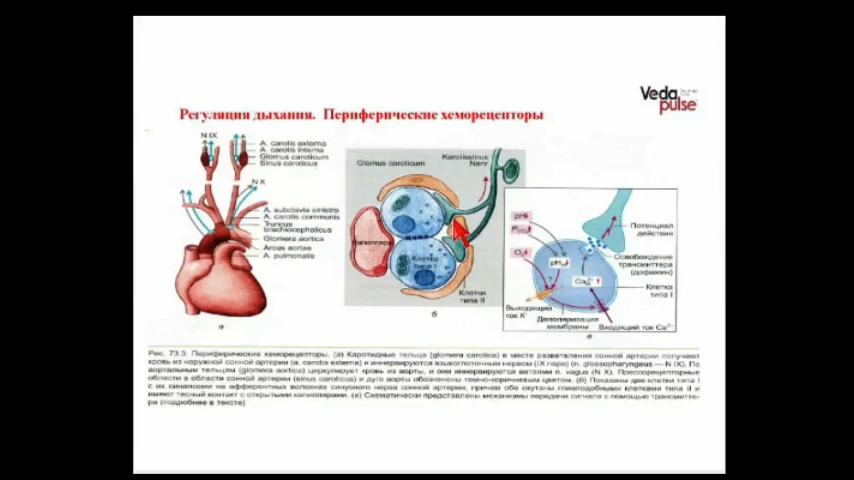 Veda
pulse
Регуляция дыхания. Периферические хеморецепторы
N IX
A. carotis externa
A. carotis interna
Glomus caroticum
Sinus caroticus
N X
A. subclavia sinistra
A. carotis communis
Truncus
brachiocephalicus
Glomera aortica
Arcus aortae
A. pulmonalis
а
Glomus caroticum
Karotissinus
Nerv
Капилляра
Клетка
типа I
Клетки
типа II
б
pH
O₂
Потенциал
действия
Освобождение
трансмиттера
(дофамин)
Клетка
типа I
Выходящий
ток K⁺
Деполяризация
мембраны
Входящий ток Ca²⁺
в
Рис. 73.3. Периферические хеморецепторы. (а) Каротидные тельца (glomera carotica) в месте разветвления сонной артерии получают
кровь из наружной сонной артерии (a. carotis externa) и иннервируются языкоглоточным нервом (IX пара) (n. glossopharyngeus — N IX). По
аортальным тельцам (glomera aortica) циркулирует кровь из аорты, и они иннервируются ветвями n. vagus (N X). Прессорецепторные
области в области сонной артерии (sinus caroticus) и дуге аорты обозначены темно-коричневым цветом. (б) Показаны две клетки типа I
с их синапсами на афферентных волокнах синусного нерва сонной артерии, причем обе окутаны глиаподобными клетками типа II и
имеют тесный контакт с открытыми капиллярами. (в) Схематически представлены механизмы передачи сигнала с помощью трансмитте-
ра (подробнее в тексте)